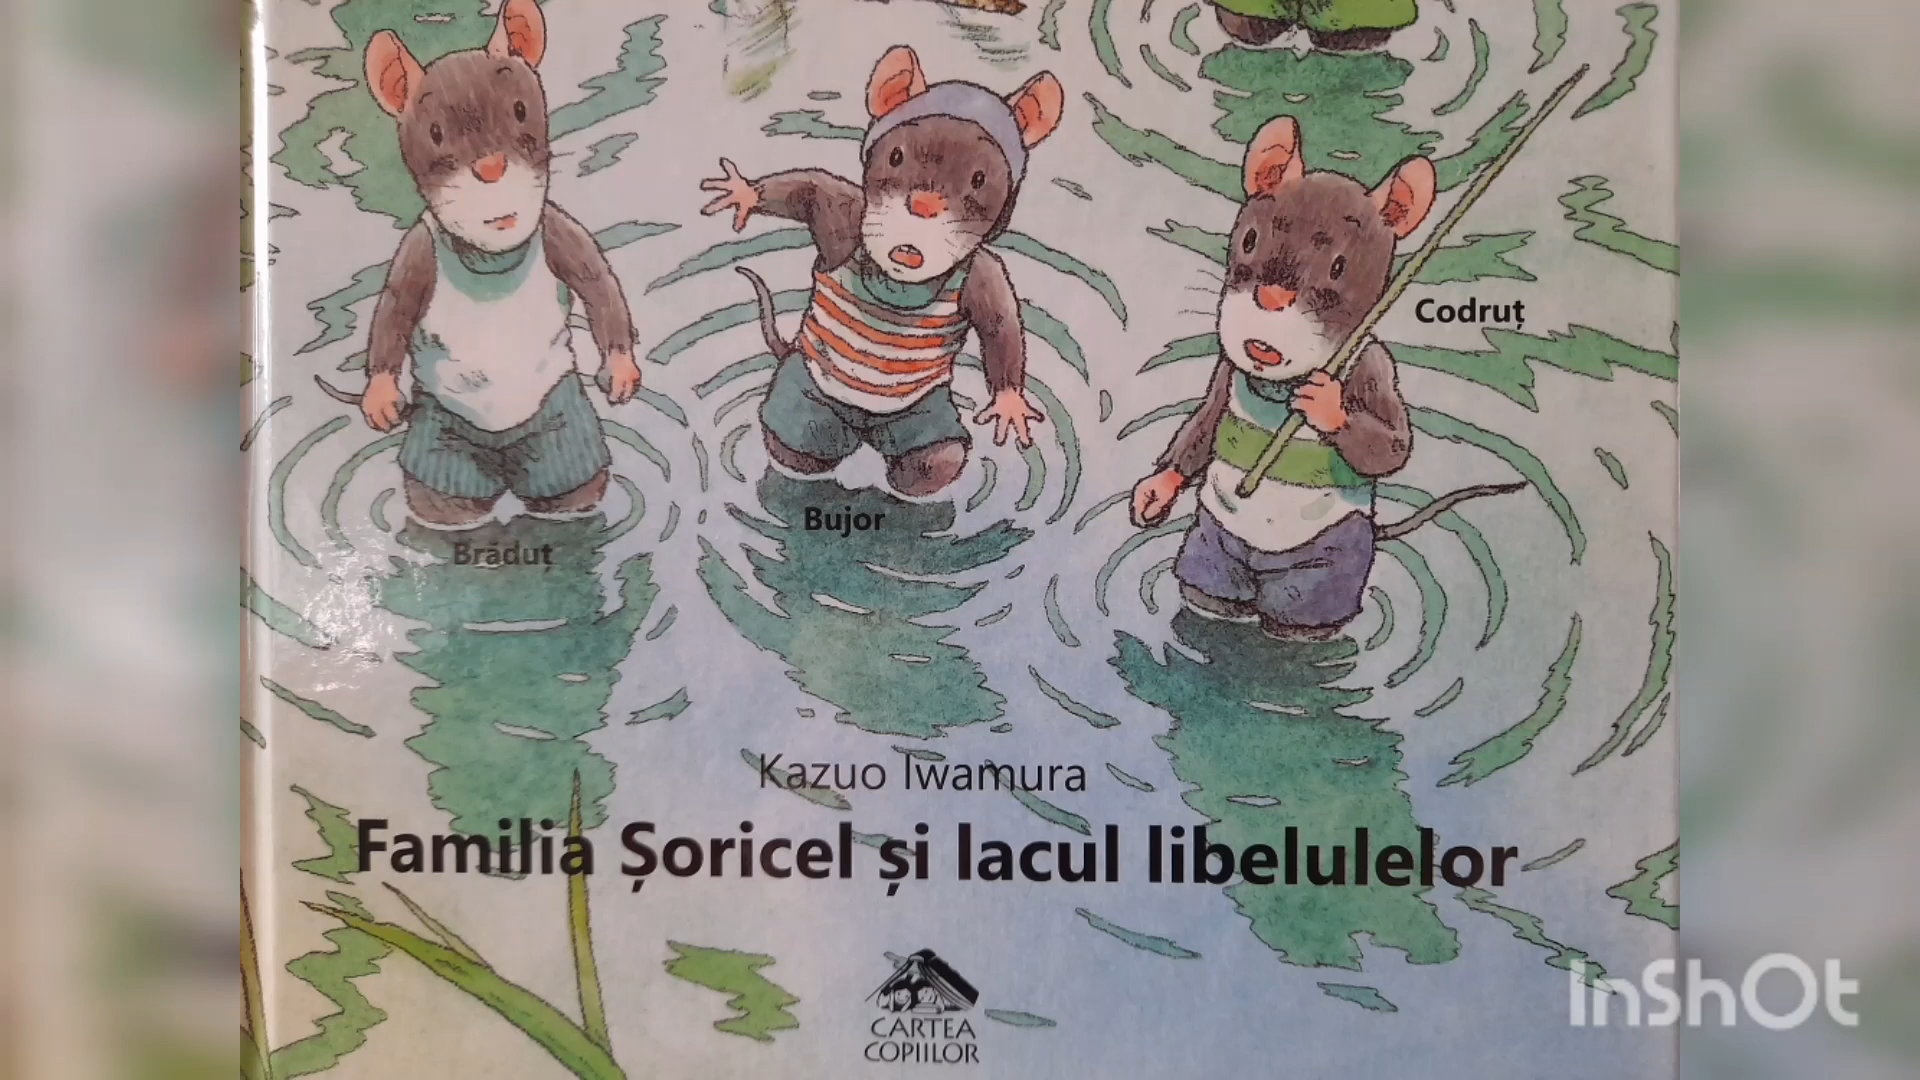 Codruț
Bujor
Brăduț
Kazuo Iwamura
Familia Șoricel și lacul libelulelor
CARTEA
COPIILOR
InShOt